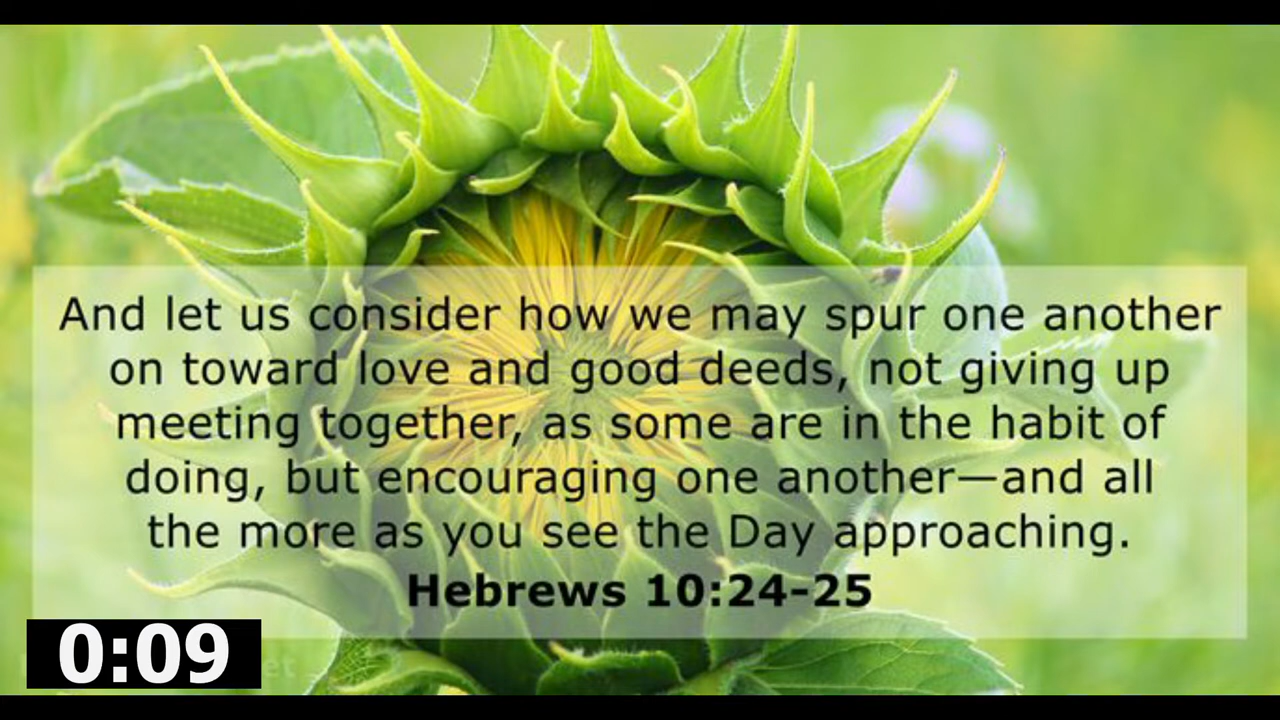 And let us consider how we may spur one another
on toward love and good deeds, not giving up
meeting together, as some are in the habit of
doing, but encouraging one another—and all
the more as you see the Day approaching.
Hebrews 10:24-25
0:09